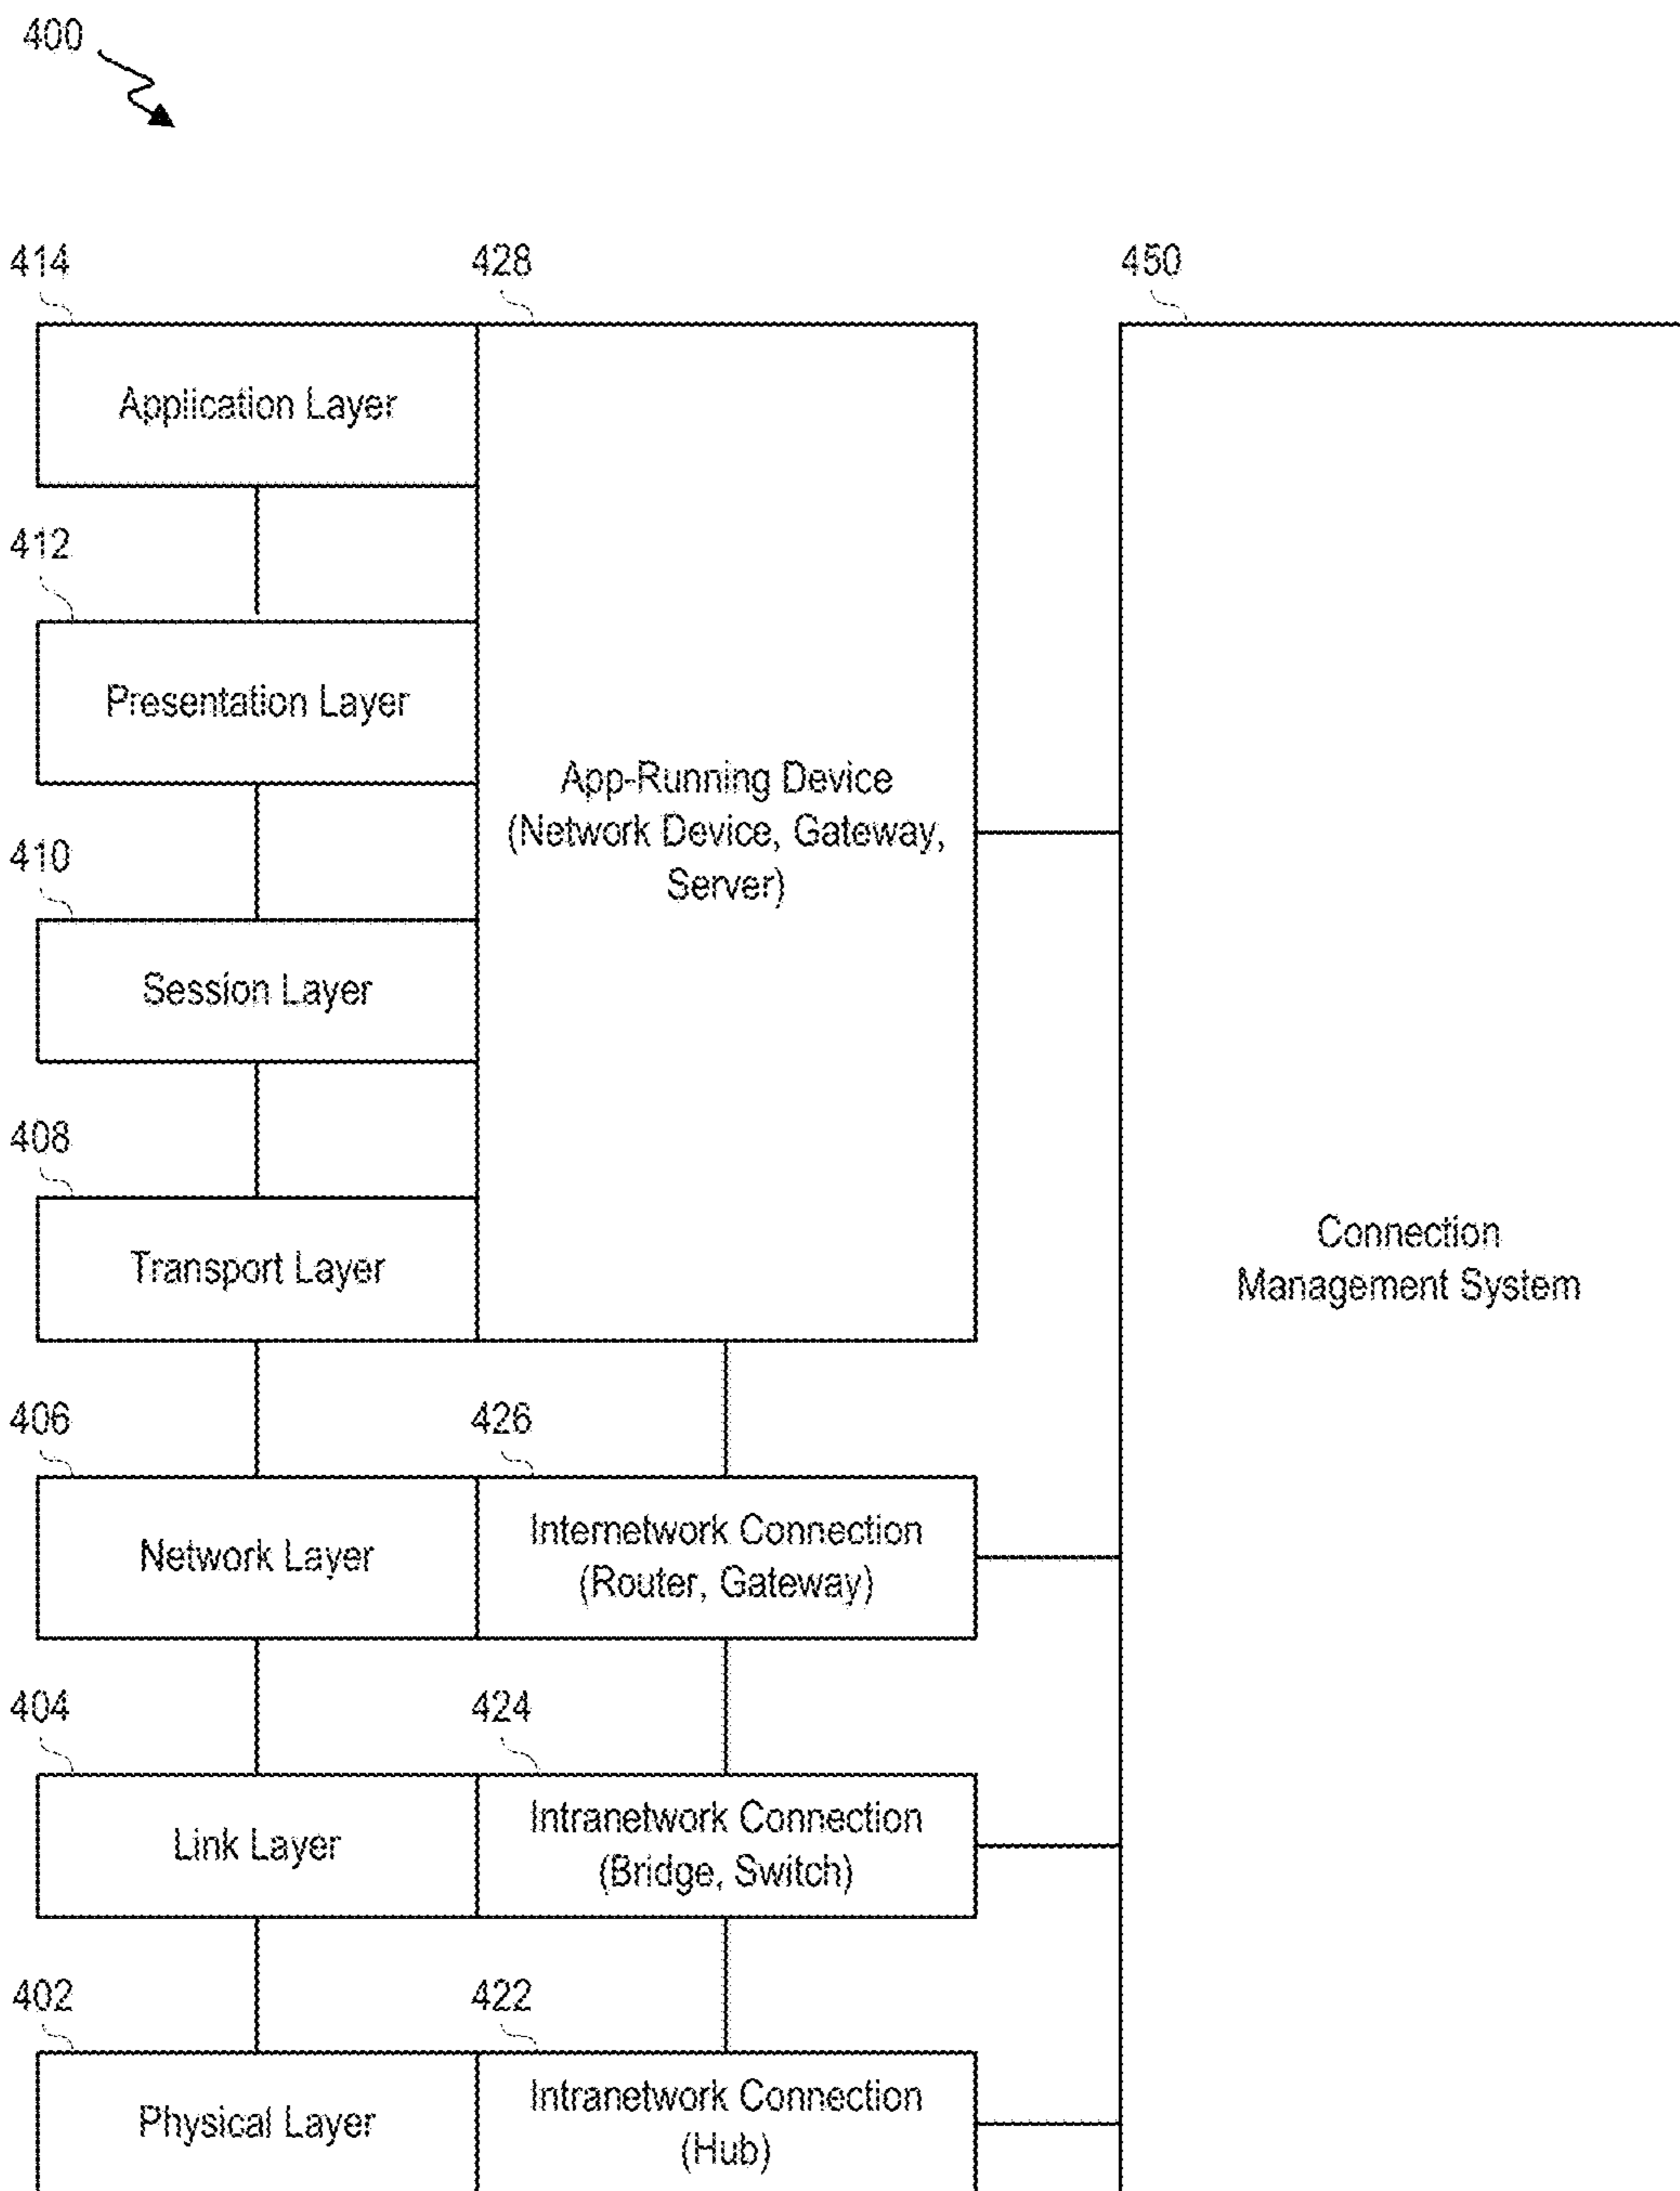 400
414
428
450
Application Layer
412
Presentation Layer
App-Running Device
(Network Device, Gateway,
Server)
410
Session Layer
408
Transport Layer
Connection
Management System
406
426
Network Layer
Internetwork Connection
(Router, Gateway)
404
424
Link Layer
Intranetwork Connection
(Bridge, Switch)
402
422
Physical Layer
Intranetwork Connection
(Hub)